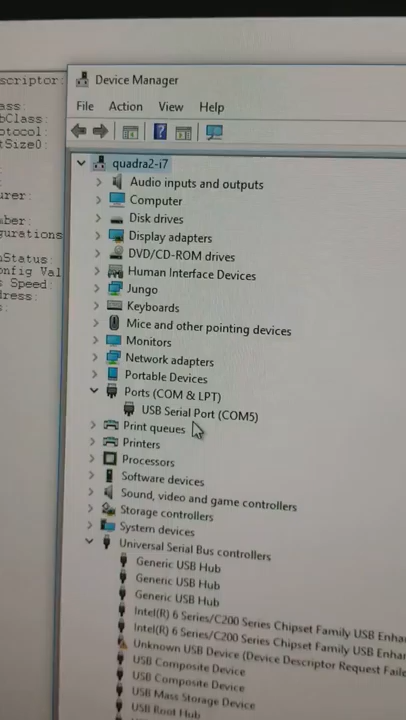 scriptor:
Device Manager
File Action View Help
quadra2-i7
Audio inputs and outputs
Computer
Disk drives
Display adapters
DVD/CD-ROM drives
Human Interface Devices
Jungo
Keyboards
Mice and other pointing devices
Monitors
Network adapters
Portable Devices
Ports (COM & LPT)
USB Serial Port (COM5)
Print queues
Printers
Processors
Software devices
Sound, video and game controllers
Storage controllers
System devices
Universal Serial Bus controllers
Generic USB Hub
Generic USB Hub
Generic USB Hub
Intel(R) 6 Series/C200 Series Chipset Family USB Enha
Intel(R) 6 Series/C200 Series Chipset Family USB Enhar
Unknown USB Device (Device Descriptor Request Faile
USB Composite Device
USB Composite Device
USB Mass Storage Device
USB Root Hub
ass:
bClass:
otocol:
tSize0:
urer:
mber:
gurations
nStatus:
onfig Val
s Speed:
dress:
s: